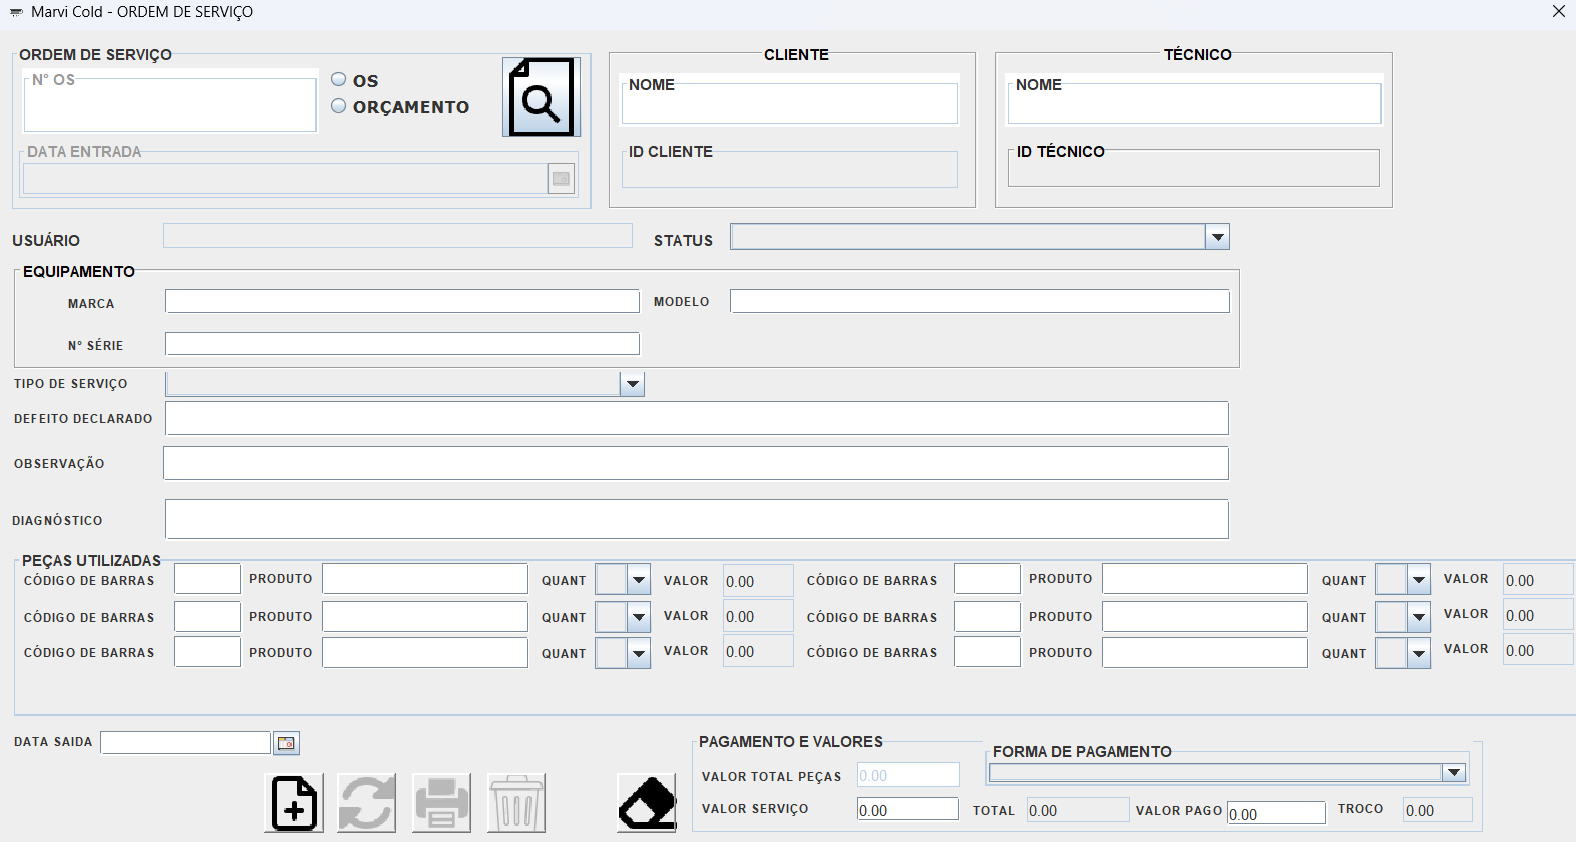 Marvi Cold - ORDEM DE SERVIÇO
ORDEM DE SERVIÇO
N° OS
OS
ORÇAMENTO
DATA ENTRADA
CLIENTE
NOME
ID CLIENTE
TÉCNICO
NOME
ID TÉCNICO
USUÁRIO
STATUS
EQUIPAMENTO
MARCA
MODELO
N° SÉRIE
TIPO DE SERVIÇO
DEFEITO DECLARADO
OBSERVAÇÃO
DIAGNÓSTICO
PEÇAS UTILIZADAS
CÓDIGO DE BARRAS PRODUTO QUANT VALOR 0.00 CÓDIGO DE BARRAS PRODUTO QUANT VALOR 0.00
CÓDIGO DE BARRAS PRODUTO QUANT VALOR 0.00 CÓDIGO DE BARRAS PRODUTO QUANT VALOR 0.00
CÓDIGO DE BARRAS PRODUTO QUANT VALOR 0.00 CÓDIGO DE BARRAS PRODUTO QUANT VALOR 0.00
DATA SAIDA
PAGAMENTO E VALORES
FORMA DE PAGAMENTO
VALOR TOTAL PEÇAS 0.00
VALOR SERVIÇO 0.00 TOTAL 0.00 VALOR PAGO 0.00 TROCO 0.00